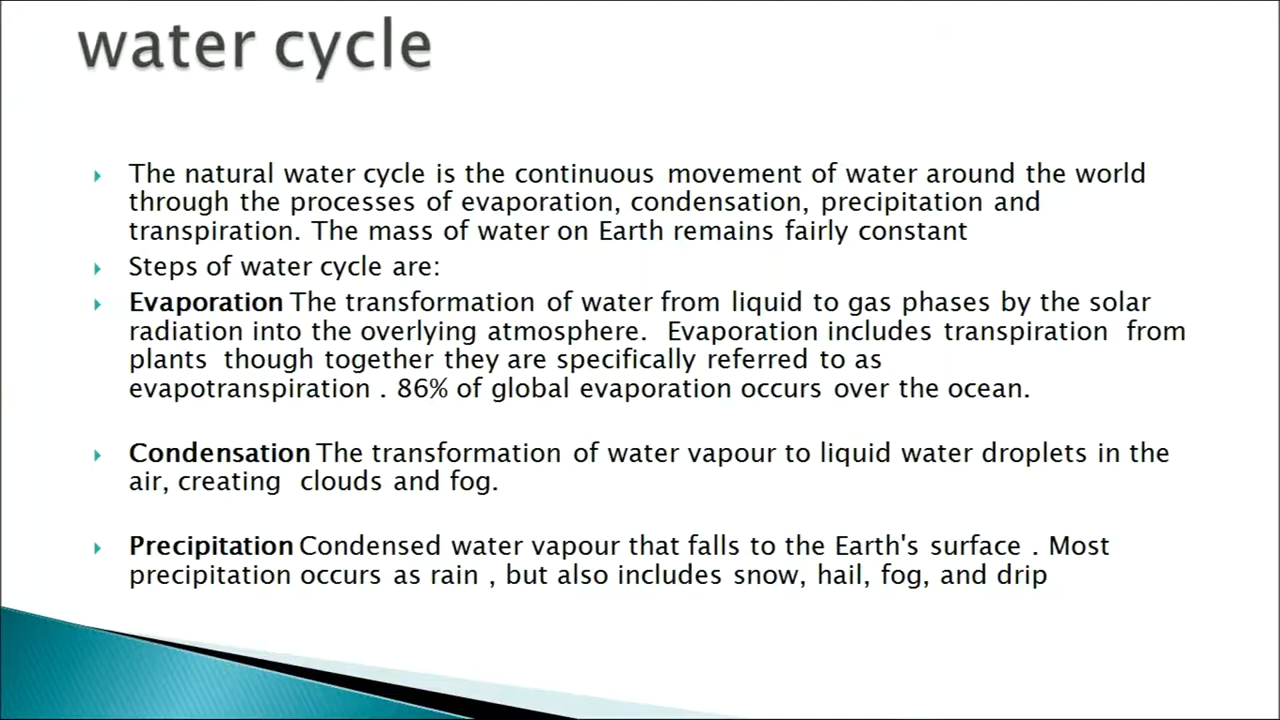 water cycle
The natural water cycle is the continuous movement of water around the world
through the processes of evaporation, condensation, precipitation and
transpiration. The mass of water on Earth remains fairly constant
Steps of water cycle are:
Evaporation The transformation of water from liquid to gas phases by the solar
radiation into the overlying atmosphere.  Evaporation includes transpiration  from
plants  though together they are specifically referred to as
evapotranspiration . 86% of global evaporation occurs over the ocean.
Condensation The transformation of water vapour to liquid water droplets in the
air, creating  clouds and fog.
Precipitation Condensed water vapour that falls to the Earth's surface . Most
precipitation occurs as rain , but also includes snow, hail, fog, and drip